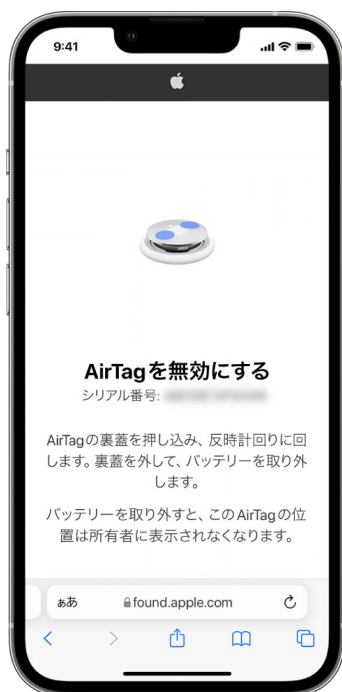 9:41
AirTagを無効にする
シリアル番号:
AirTagの裏蓋を押し込み、反時計回りに回
します。裏蓋を外して、バッテリーを取り外
します。
バッテリーを取り外すと、このAirTagの位
置は所有者に表示されなくなります。
ぁあ found.apple.com